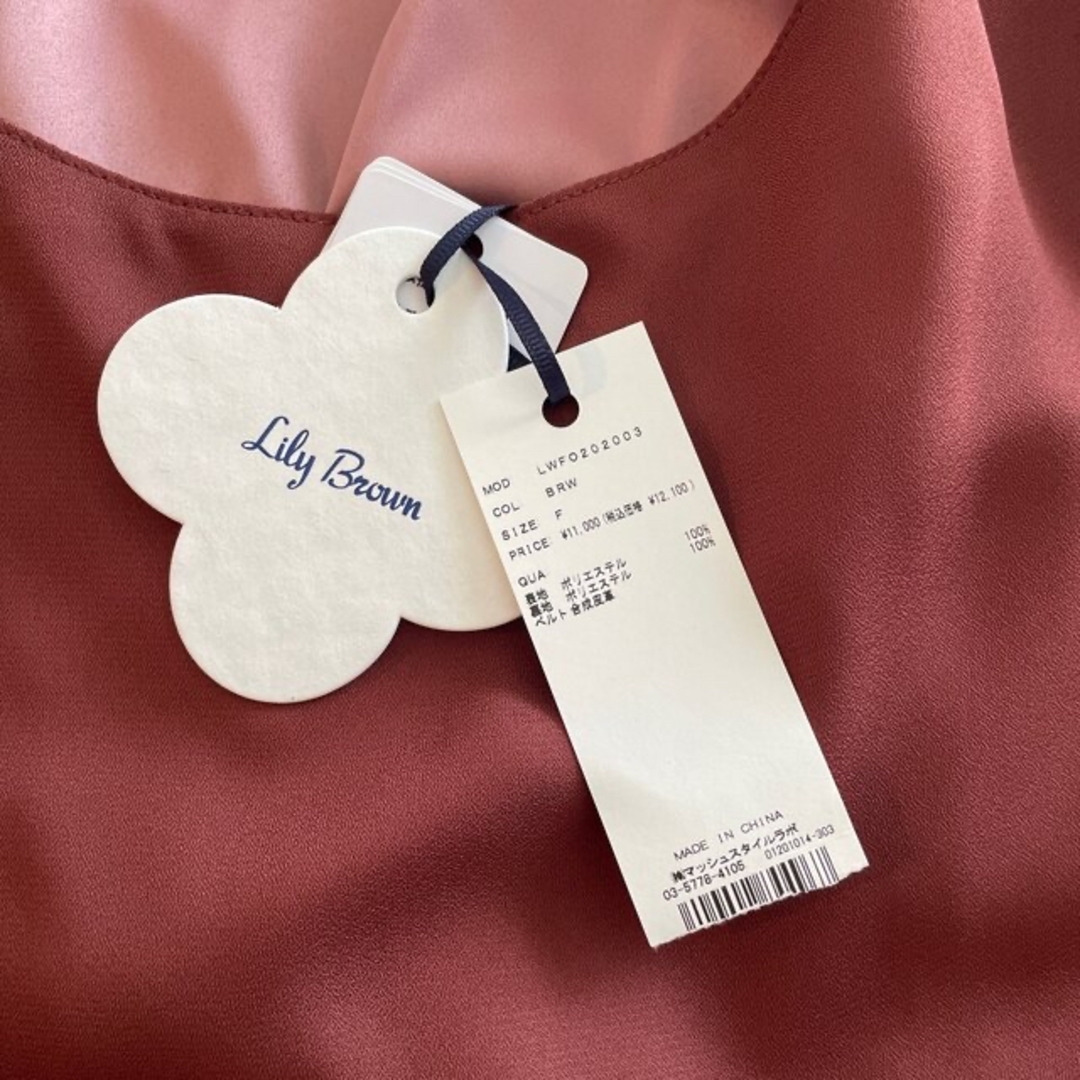 Lily Brown
MOD LWFO202003
COL BRW
SIZE F
PRICE ¥11,000(税込価格 ¥12,100)
QUA
表地 ポリエステル 100%
裏地 ポリエステル 100%
ベルト 合成皮革
MADE IN CHINA
㈱マッシュスタイルラボ
03-5778-4105 01201014-303